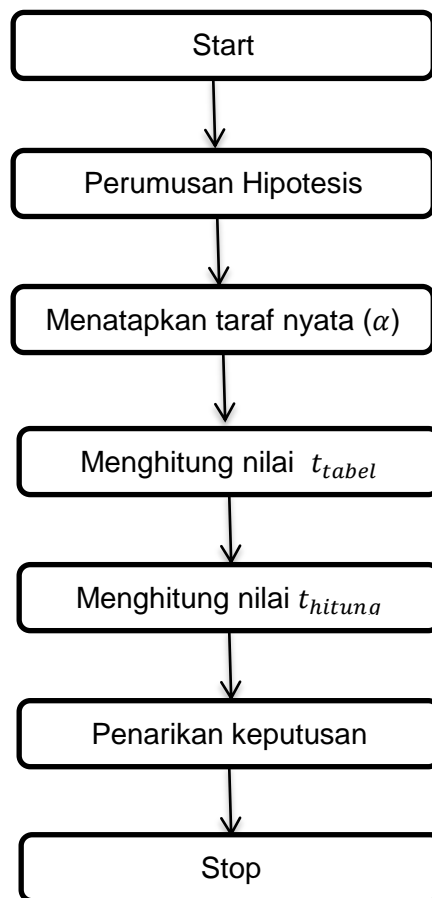 Start
Perumusan Hipotesis
Menatapkan taraf nyata (α)
Menghitung nilai t_tabel
Menghitung nilai t_hitung
Penarikan keputusan
Stop